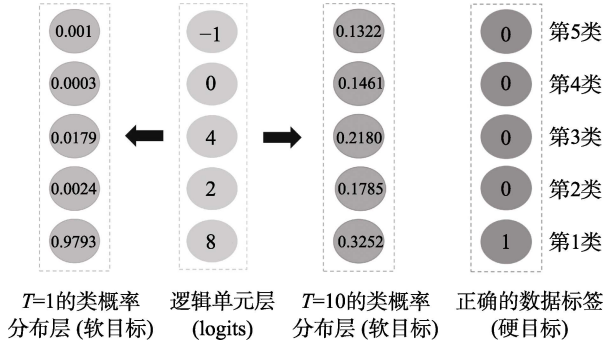 0.001 −1 0.1322 0 第5类
0.0003 0 0.1461 0 第4类
0.0179 4 0.2180 0 第3类
0.0024 2 0.1785 0 第2类
0.9793 8 0.3252 1 第1类
T=1的类概率 逻辑单元层 T=10的类概率 正确的数据标签
分布层 (软目标) (logits) 分布层 (软目标) (硬目标)